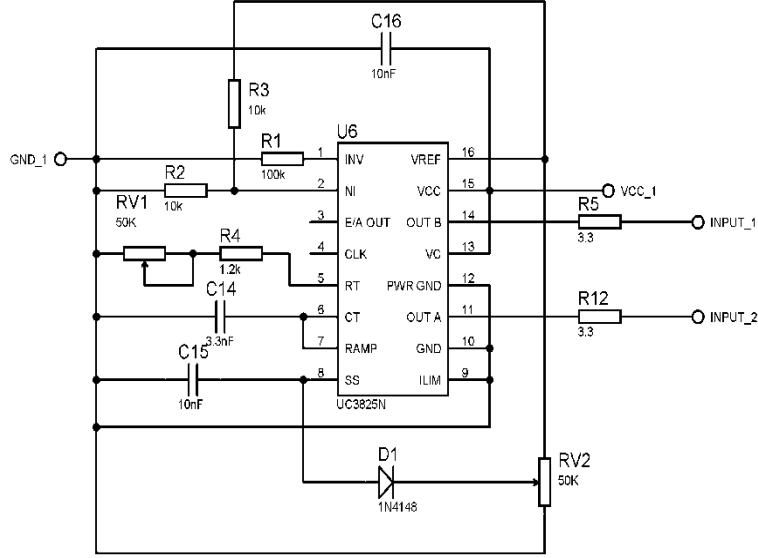 C16
10nF
R3
10k
U6
R1
100k
GND_1
1 INV VREF 16
R2
10k
2 NI VCC 15
VCC_1
RV1
50K
3 E/A OUT OUT B 14
R5
3.3
INPUT_1
R4
1.2k
4 CLK VC 13
5 RT PWR GND 12
C14
3.3nF
6 CT OUT A 11
R12
3.3
INPUT_2
7 RAMP GND 10
C15
10nF
8 SS ILIM 9
UC3825N
D1
1N4148
RV2
50K